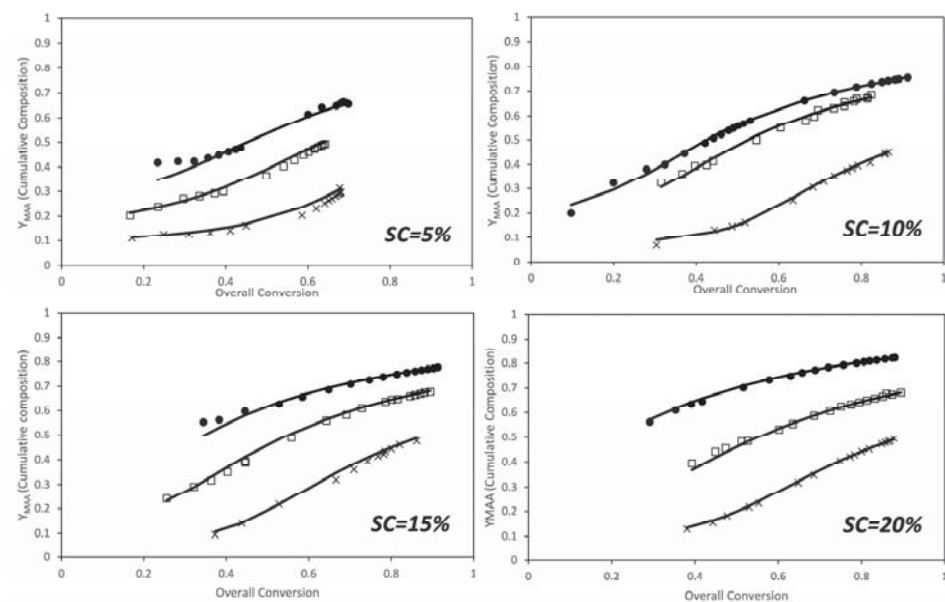 1
0.9
0.8
0.7
0.6
0.5
0.4
0.3
0.2
0.1
0
Y_MAA (Cumulative Composition)
SC=5%
0 0.2 0.4 0.6 0.8 1
Overall Conversion
1
0.9
0.8
0.7
0.6
0.5
0.4
0.3
0.2
0.1
0
Y_MAA (Cumulative Composition)
SC=10%
0 0.2 0.4 0.6 0.8 1
Overall Conversion
1
0.9
0.8
0.7
0.6
0.5
0.4
0.3
0.2
0.1
0
Y_MAA (Cumulative composition)
SC=15%
0 0.2 0.4 0.6 0.8 1
Overall Conversion
1
0.9
0.8
0.7
0.6
0.5
0.4
0.3
0.2
0.1
0
YMAA (Cumulative composition)
SC=20%
0 0.2 0.4 0.6 0.8 1
Overall Conversion